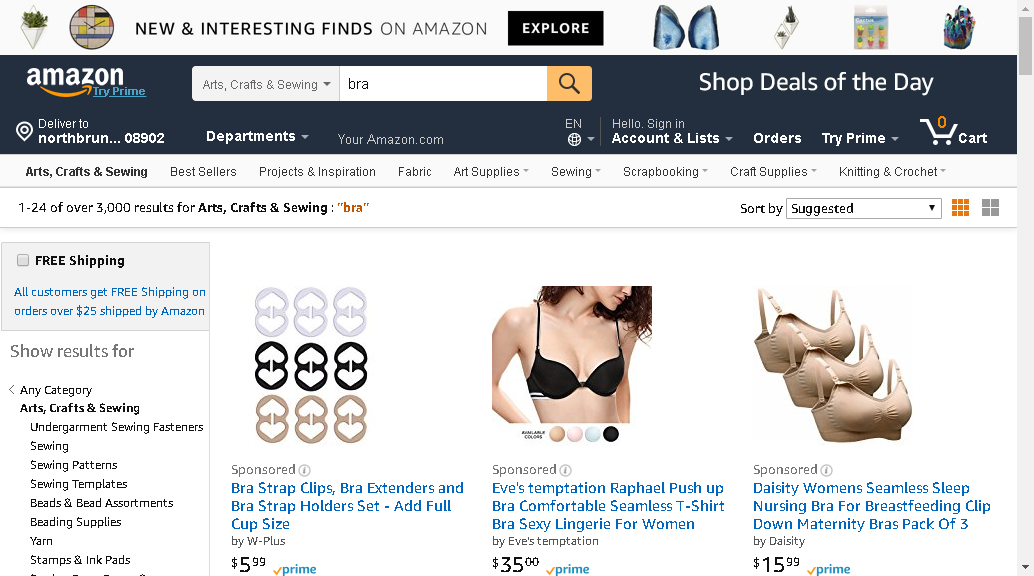 NEW & INTERESTING FINDS ON AMAZON EXPLORE
Cactus
amazon
Try Prime
Arts, Crafts & Sewing bra
Shop Deals of the Day
Deliver to
northbrun... 08902
Departments
Your Amazon.com
EN
Hello. Sign in
Account & Lists
Orders
Try Prime
0
Cart
Arts, Crafts & Sewing Best Sellers Projects & Inspiration Fabric Art Supplies Sewing Scrapbooking Craft Supplies Knitting & Crochet
1-24 of over 3,000 results for Arts, Crafts & Sewing : "bra"
Sort by Suggested
FREE Shipping
All customers get FREE Shipping on
orders over $25 shipped by Amazon
Show results for
Any Category
Arts, Crafts & Sewing
Undergarment Sewing Fasteners
Sewing
Sewing Patterns
Sewing Templates
Beads & Bead Assortments
Beading Supplies
Yarn
Stamps & Ink Pads
Sponsored
Bra Strap Clips, Bra Extenders and
Bra Strap Holders Set - Add Full
Cup Size
by W-Plus
$5.99 prime
AVAILABLE
COLORS
Sponsored
Eve's temptation Raphael Push up
Bra Comfortable Seamless T-Shirt
Bra Sexy Lingerie For Women
by Eve's temptation
$35.00 prime
Sponsored
Daisity Womens Seamless Sleep
Nursing Bra For Breastfeeding Clip
Down Maternity Bras Pack Of 3
by Daisity
$15.99 prime